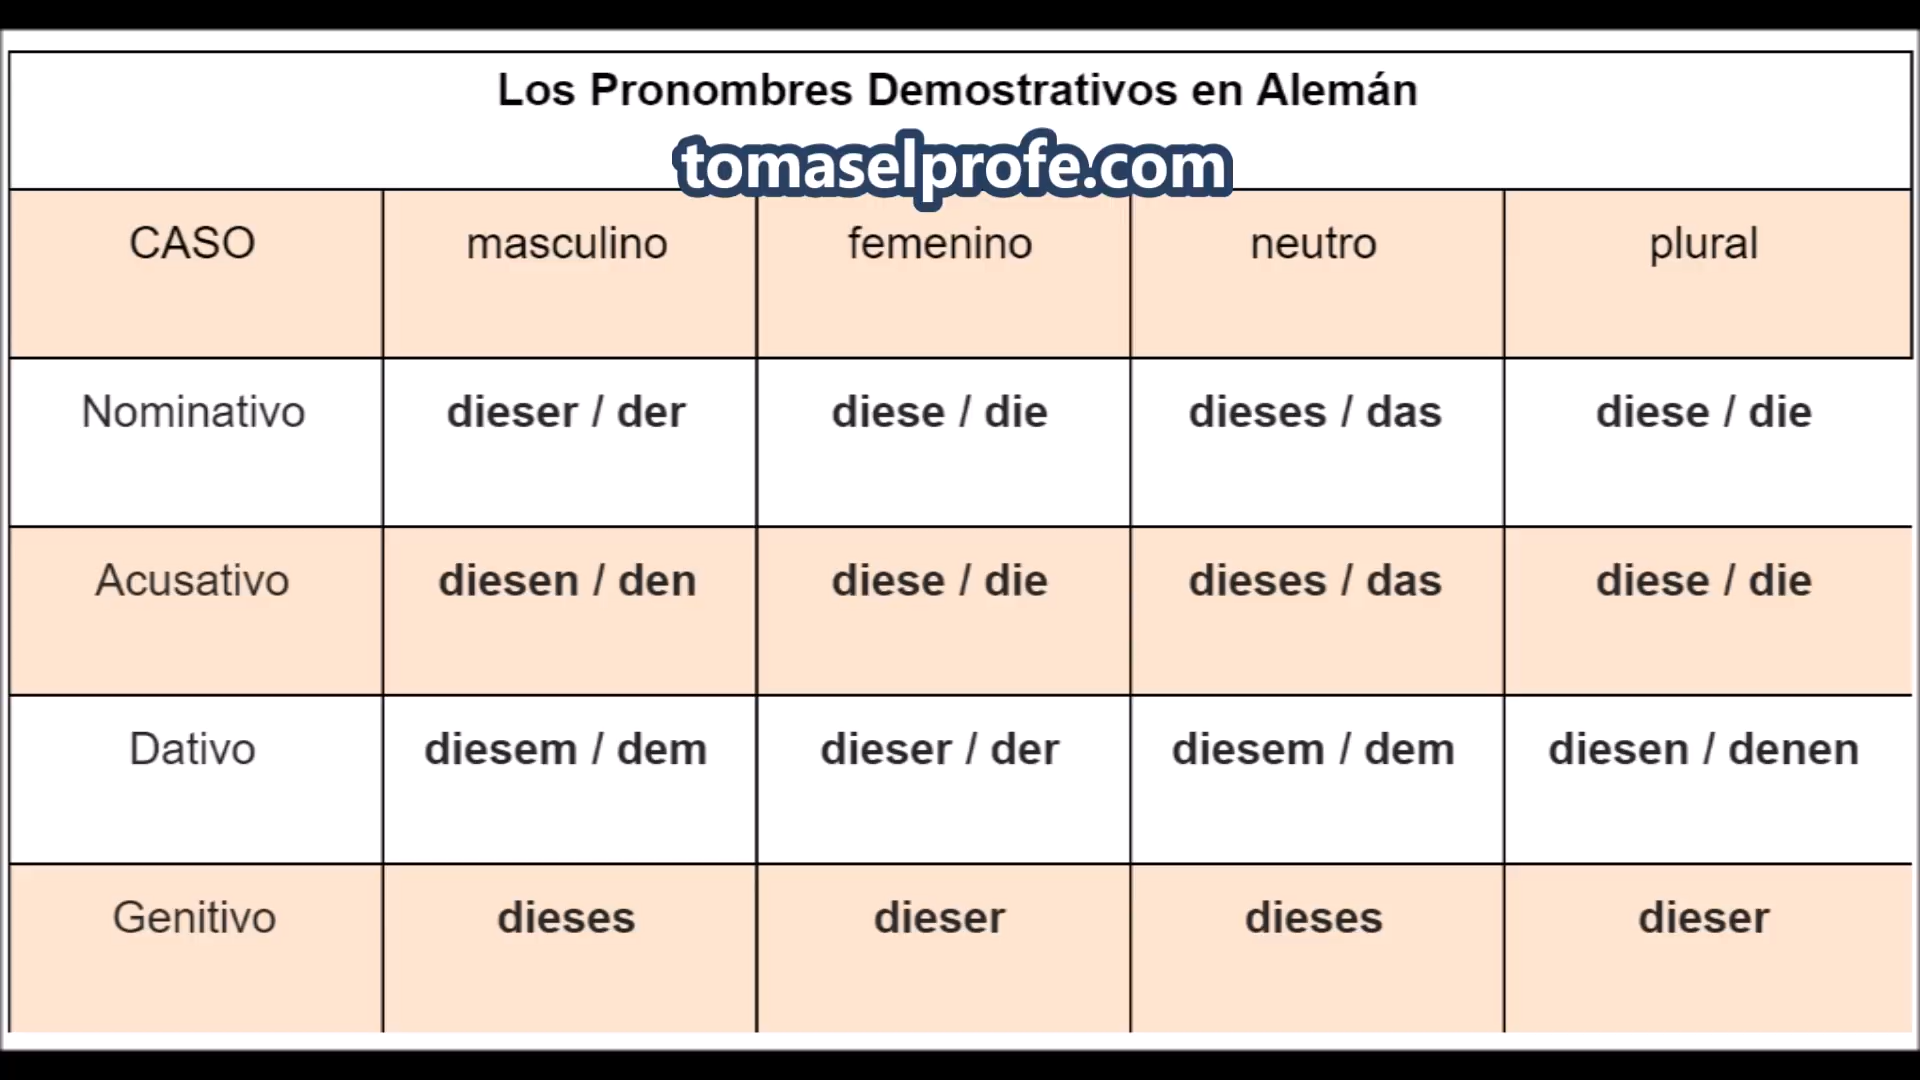 Los Pronombres Demostrativos en Alemán
tomaselprofe.com
CASO masculino femenino neutro plural
Nominativo dieser / der diese / die dieses / das diese / die
Acusativo diesen / den diese / die dieses / das diese / die
Dativo diesem / dem dieser / der diesem / dem diesen / denen
Genitivo dieses dieser dieses dieser